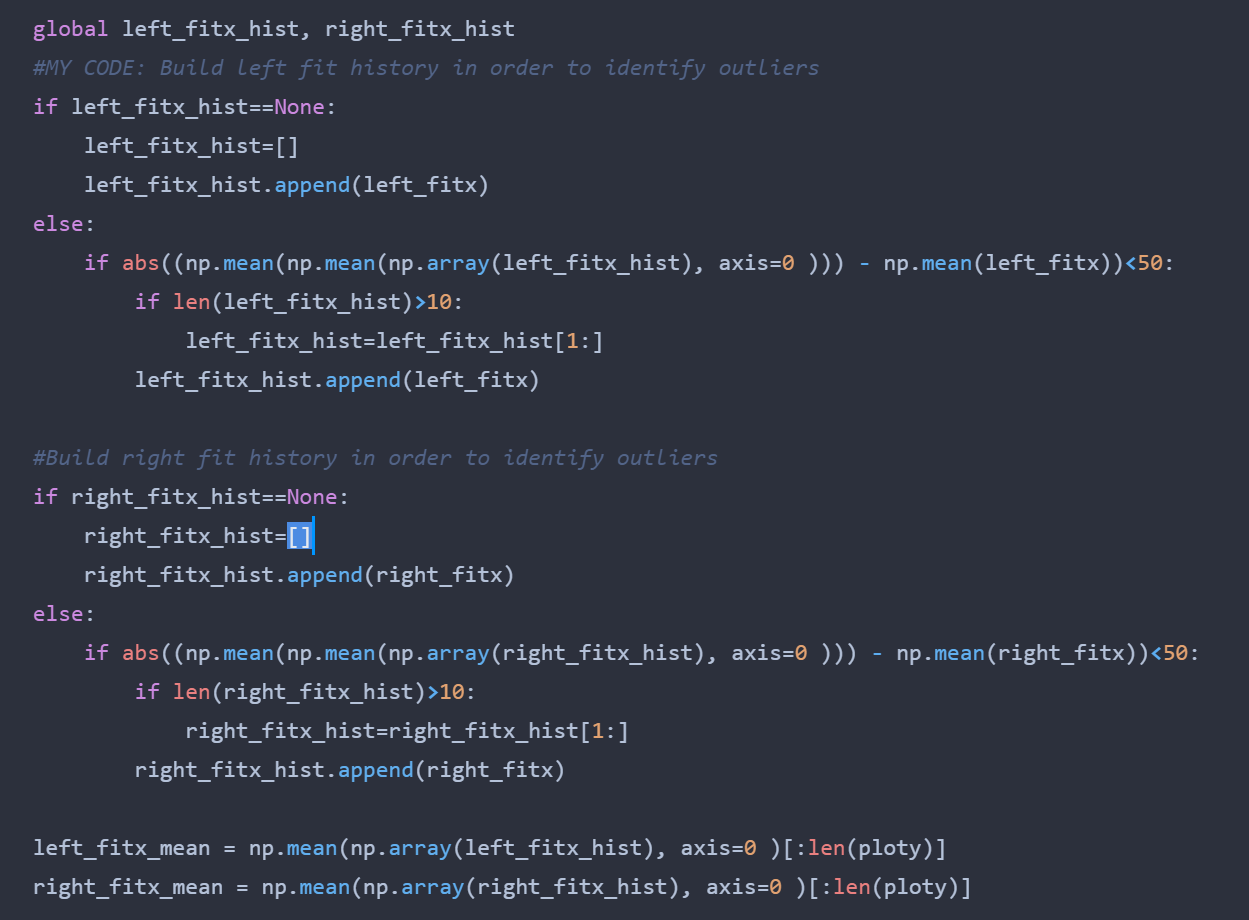 global left_fitx_hist, right_fitx_hist
#MY CODE: Build left fit history in order to identify outliers
if left_fitx_hist==None:
    left_fitx_hist=[]
    left_fitx_hist.append(left_fitx)
else:
    if abs((np.mean(np.mean(np.array(left_fitx_hist), axis=0 ))) - np.mean(left_fitx))<50:
        if len(left_fitx_hist)>10:
            left_fitx_hist=left_fitx_hist[1:]
        left_fitx_hist.append(left_fitx)

#Build right fit history in order to identify outliers
if right_fitx_hist==None:
    right_fitx_hist=[]
    right_fitx_hist.append(right_fitx)
else:
    if abs((np.mean(np.mean(np.array(right_fitx_hist), axis=0 ))) - np.mean(right_fitx))<50:
        if len(right_fitx_hist)>10:
            right_fitx_hist=right_fitx_hist[1:]
        right_fitx_hist.append(right_fitx)

left_fitx_mean = np.mean(np.array(left_fitx_hist), axis=0 )[:len(ploty)]
right_fitx_mean = np.mean(np.array(right_fitx_hist), axis=0 )[:len(ploty)]